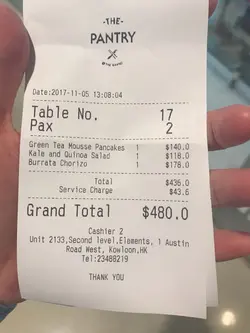 -THE-
PANTRY
Date:2017-11-05 13:08:04
Table No. 17
Pax 2
Green Tea Mousse Pancakes 1 $140.0
Kale and Quinoa Salad 1 $118.0
Burrata Chorizo 1 $178.0
Total $436.0
Service Charge $43.6
Grand Total $480.0
Cashier 2
Unit 2133,Second level,Elements, 1 Austin
Road West, Kowloon,HK
Tel:23488219
THANK YOU